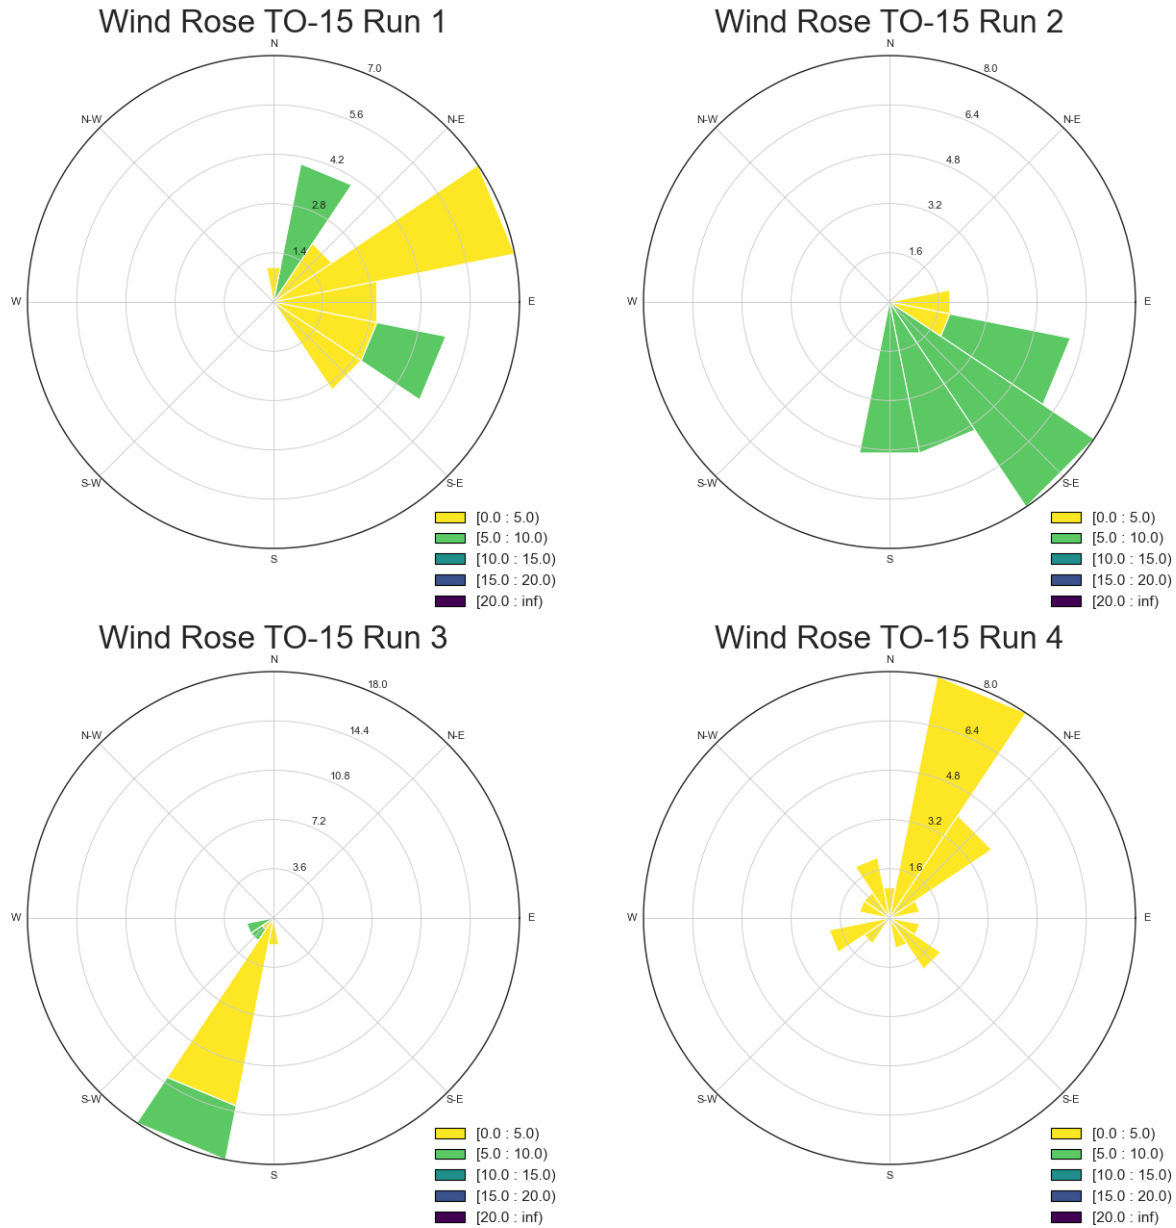 Wind Rose TO-15 Run 1
N
7.0
5.6
N-W
N-E
4.2
2.8
1.4
W
E
S-W
S-E
S
[0.0 : 5.0)
[5.0 : 10.0)
[10.0 : 15.0)
[15.0 : 20.0)
[20.0 : inf)
Wind Rose TO-15 Run 2
N
8.0
6.4
N-W
N-E
4.8
3.2
1.6
W
E
S-W
S-E
S
[0.0 : 5.0)
[5.0 : 10.0)
[10.0 : 15.0)
[15.0 : 20.0)
[20.0 : inf)
Wind Rose TO-15 Run 3
N
18.0
14.4
N-W
N-E
10.8
7.2
3.6
W
E
S-W
S-E
S
[0.0 : 5.0)
[5.0 : 10.0)
[10.0 : 15.0)
[15.0 : 20.0)
[20.0 : inf)
Wind Rose TO-15 Run 4
N
8.0
6.4
N-W
N-E
4.8
3.2
1.6
W
E
S-W
S-E
S
[0.0 : 5.0)
[5.0 : 10.0)
[10.0 : 15.0)
[15.0 : 20.0)
[20.0 : inf)